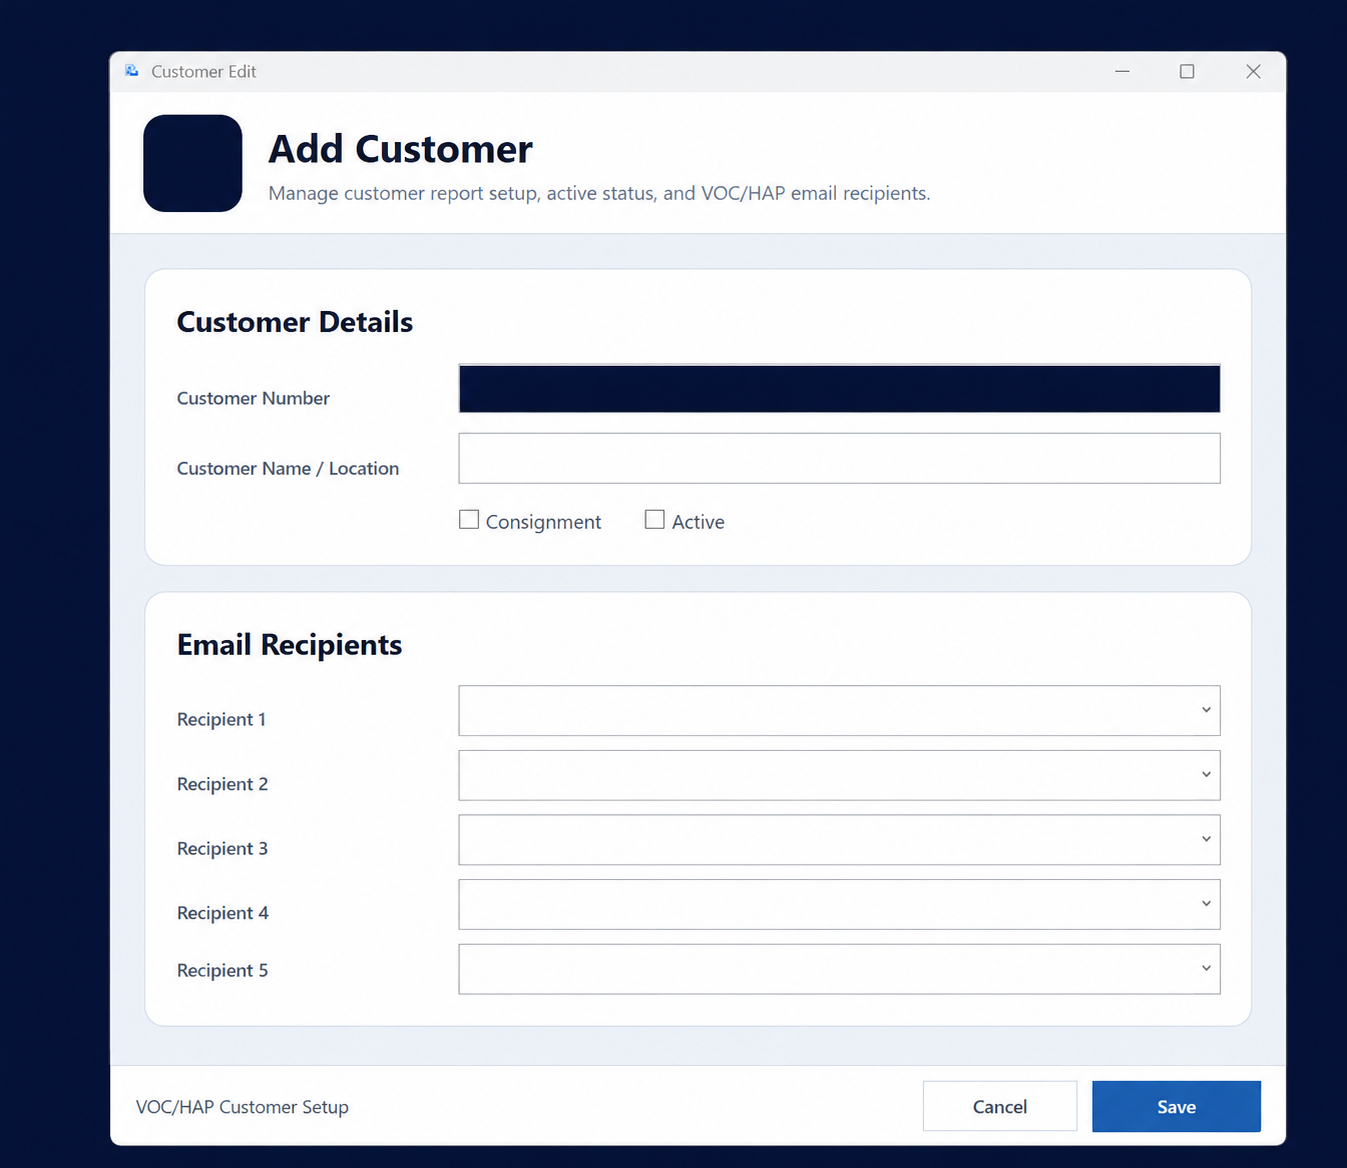 Customer Edit
Add Customer
Manage customer report setup, active status, and VOC/HAP email recipients.
Customer Details
Customer Number
Customer Name / Location
Consignment
Active
Email Recipients
Recipient 1
Recipient 2
Recipient 3
Recipient 4
Recipient 5
VOC/HAP Customer Setup
Cancel
Save